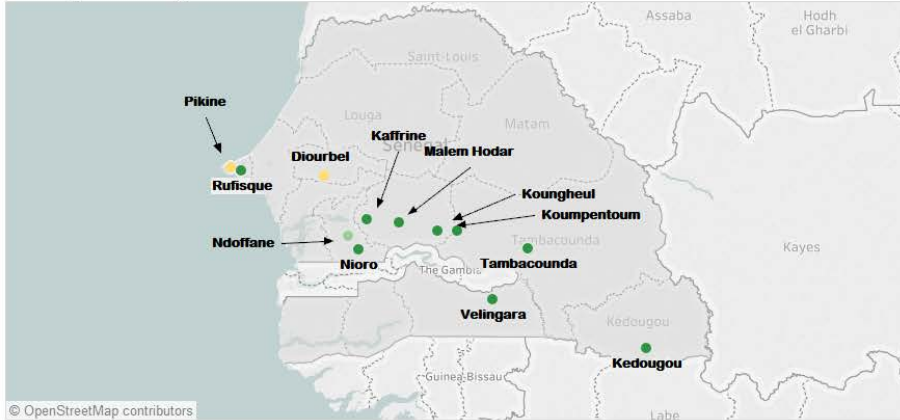 Assaba
Hodh
el Gharbi
Saint-Louis
Pikine
Louga
Matam
Kaffrine
Senegal
Malem Hodar
Diourbel
Rufisque
Koungheul
Koumpentoum
Ndoffane
Tambacounda
Kayes
Nioro
The Gambia
Tambacounda
Velingara
Kédougou
Kedougou
Guinea-Bissau
Labe
© OpenStreetMap contributors